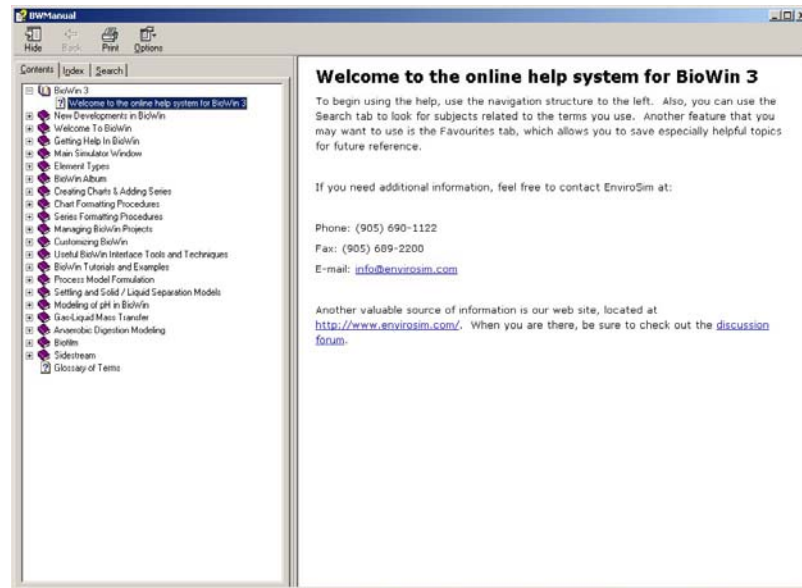 BWManual
Hide Back Print Options
Contents Index Search
BioWin 3
Welcome to the online help system for BioWin 3
New Developments in BioWin
Welcome To BioWin
Getting Help In BioWin
Main Simulator Window
Element Types
BioWin Album
Creating Charts & Adding Series
Chart Formatting Procedures
Series Formatting Procedures
Managing BioWin Projects
Customizing BioWin
Useful BioWin Interface Tools and Techniques
BioWin Tutorials and Examples
Process Model Formulation
Settling and Solid / Liquid Separation Models
Modeling of pH in BioWin
Gas-Liquid Mass Transfer
Anaerobic Digestion Modeling
Biofilm
Sidestream
Glossary of Terms
Welcome to the online help system for BioWin 3
To begin using the help, use the navigation structure to the left. Also, you can use the
Search tab to look for subjects related to the terms you use. Another feature that you
may want to use is the Favourites tab, which allows you to save especially helpful topics
for future reference.
If you need additional information, feel free to contact EnviroSim at:
Phone: (905) 690-1122
Fax: (905) 689-2200
E-mail: info@envirosim.com
Another valuable source of information is our web site, located at
http://www.envirosim.com/. When you are there, be sure to check out the discussion
forum.